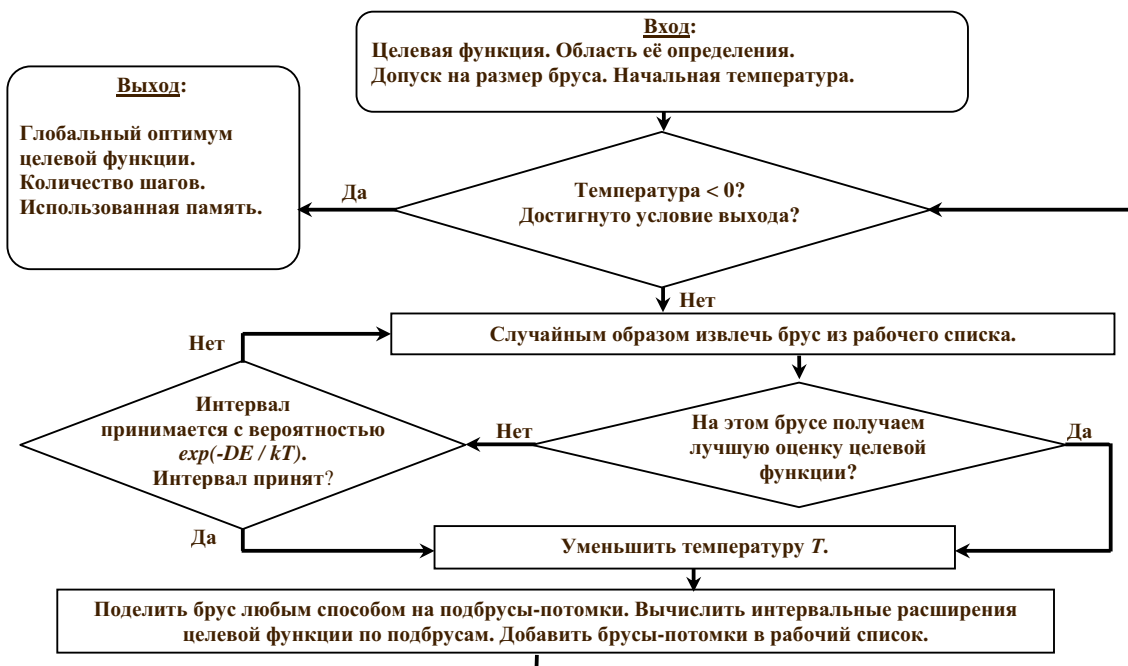 Вход:
Целевая функция. Область её определения.
Допуск на размер бруса. Начальная температура.
Выход:
Глобальный оптимум
целевой функции.
Количество шагов.
Использованная память.
Да
Температура < 0?
Достигнуто условие выхода?
Нет
Случайным образом извлечь брус из рабочего списка.
Нет
Интервал
принимается с вероятностью
exp(-DE / kT).
Интервал принят?
Нет
На этом брусе получаем
лучшую оценку целевой
функции?
Да
Да
Уменьшить температуру T.
Поделить брус любым способом на подбрусы-потомки. Вычислить интервальные расширения
целевой функции по подбрусам. Добавить брусы-потомки в рабочий список.